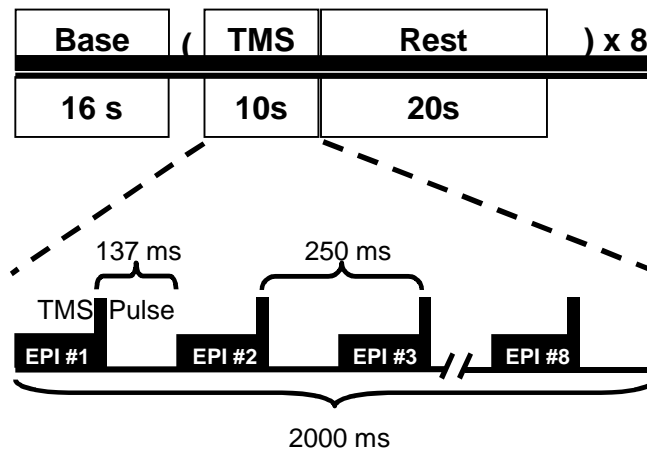 Base ( TMS Rest ) x 8
16 s 10s 20s
137 ms 250 ms
TMS Pulse
EPI #1 EPI #2 EPI #3 EPI #8
2000 ms